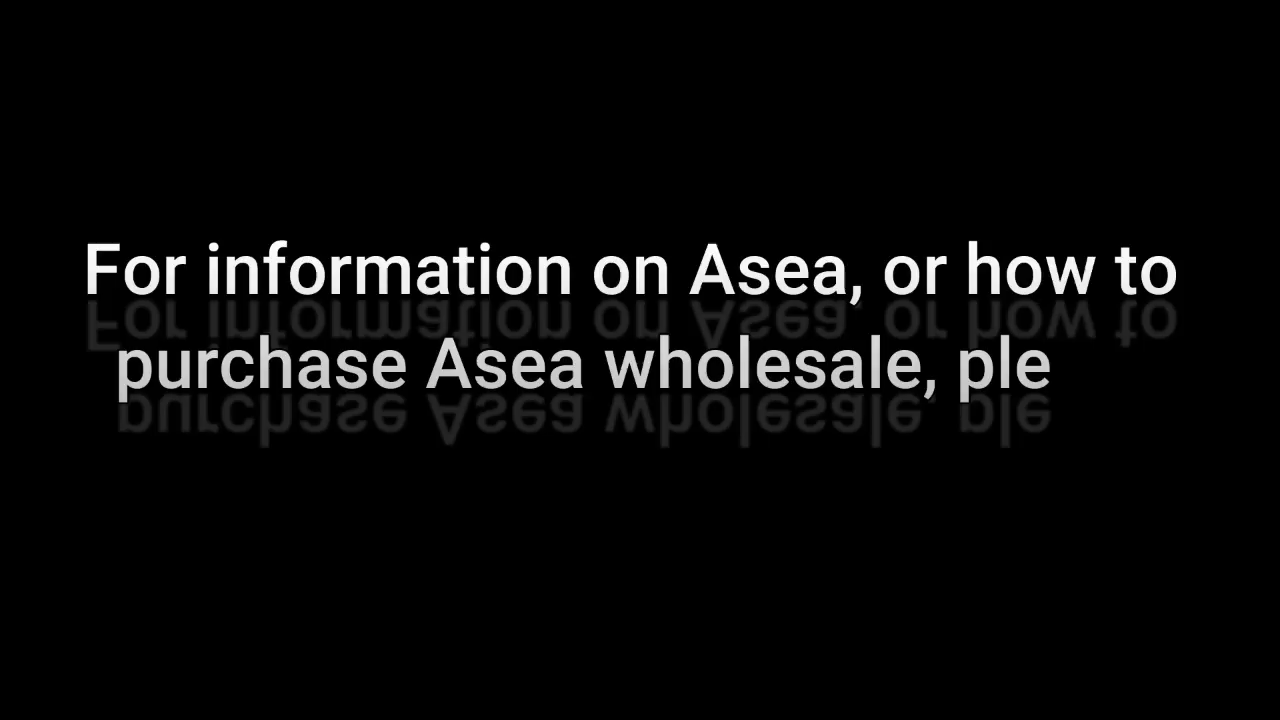 For information on Asea, or how to
purchase Asea wholesale, ple